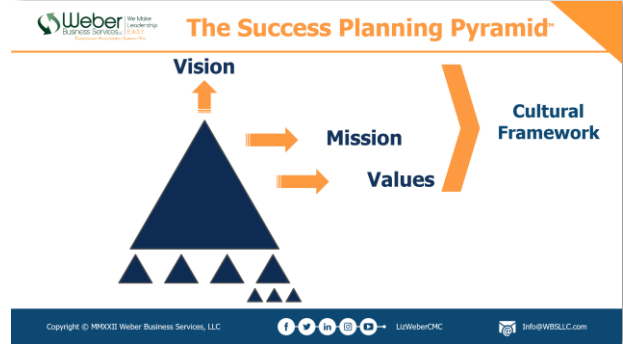 Weber
Business Services, LLC
We Make
Leadership
EASY
The Success Planning Pyramid™
Vision
Mission
Values
Cultural
Framework
Copyright © MMXXII Weber Business Services, LLC
LizWeberCMC
Info@WBSLLC.com